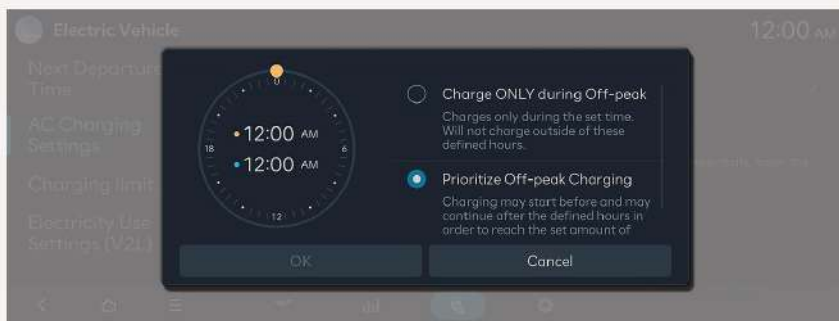 Electric Vehicle
12:00 AM
Next Departure
Time
AC Charging
Settings
Charging limit
Electricity Use
Settings (V2L)
0
6
12
18
12:00 AM
12:00 AM
Charge ONLY during Off-peak
Charges only during the set time.
Will not charge outside of these
defined hours.
Prioritize Off-peak Charging
Charging may start before and may
continue after the defined hours in
order to reach the set amount of
OK
Cancel